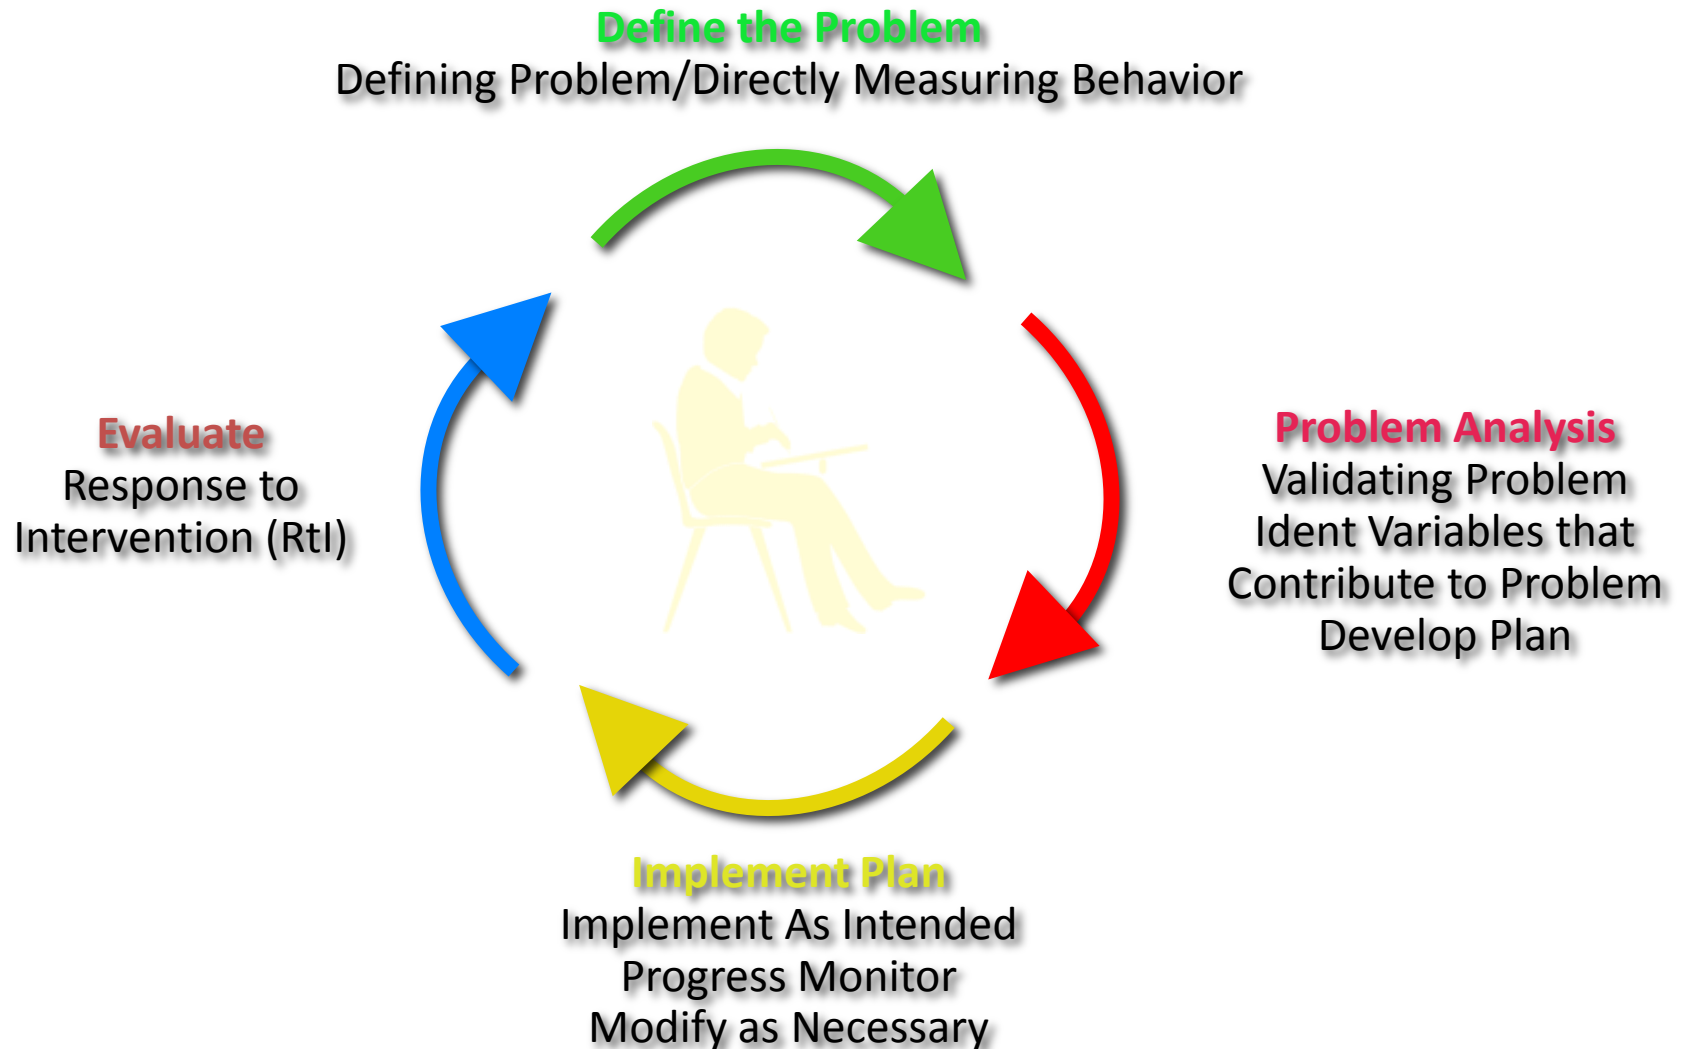 Define the Problem
Defining Problem/Directly Measuring Behavior
Problem Analysis
Validating Problem
Ident Variables that
Contribute to Problem
Develop Plan
Implement Plan
Implement As Intended
Progress Monitor
Modify as Necessary
Evaluate
Response to
Intervention (RtI)